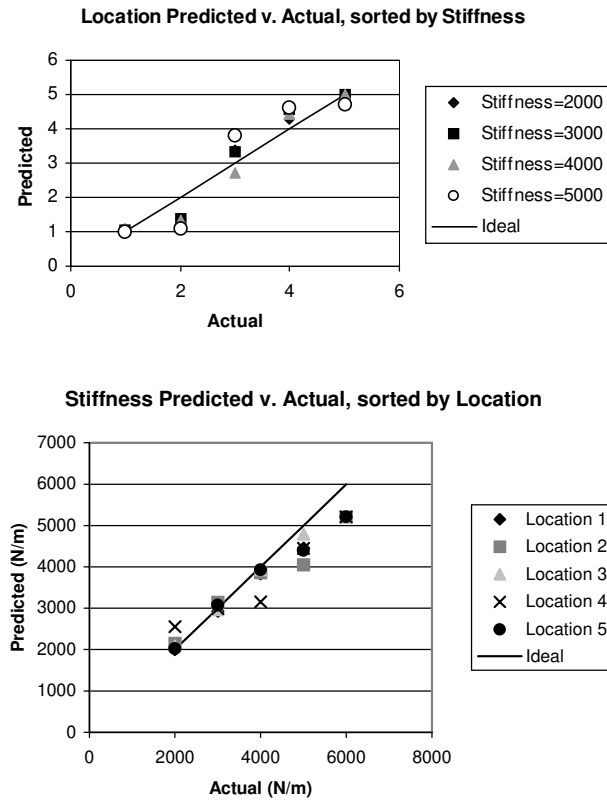 Location Predicted v. Actual, sorted by Stiffness
6
5
4
3
2
1
0
Predicted
0 2 4 6
Actual
Stiffness=2000
Stiffness=3000
Stiffness=4000
Stiffness=5000
Ideal
Stiffness Predicted v. Actual, sorted by Location
7000
6000
5000
4000
3000
2000
1000
0
Predicted (N/m)
0 2000 4000 6000 8000
Actual (N/m)
Location 1
Location 2
Location 3
Location 4
Location 5
Ideal